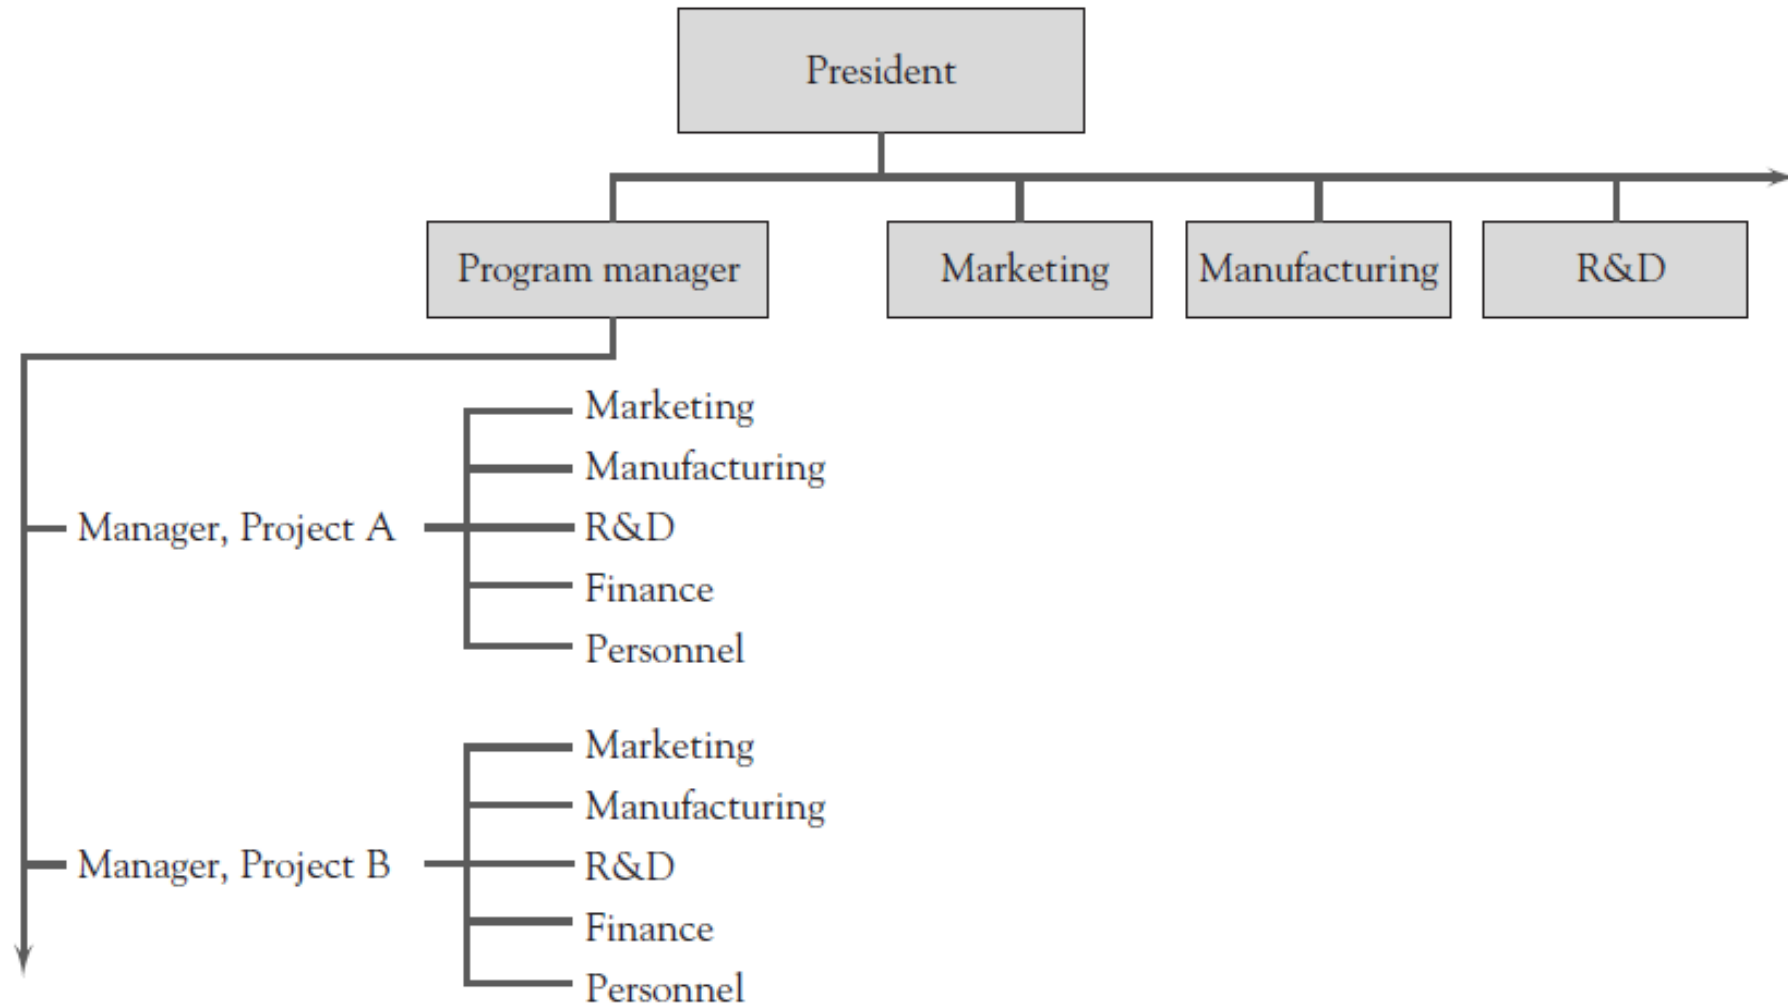 President
Program manager
Marketing
Manufacturing
R&D
Manager, Project A
Marketing
Manufacturing
R&D
Finance
Personnel
Manager, Project B
Marketing
Manufacturing
R&D
Finance
Personnel